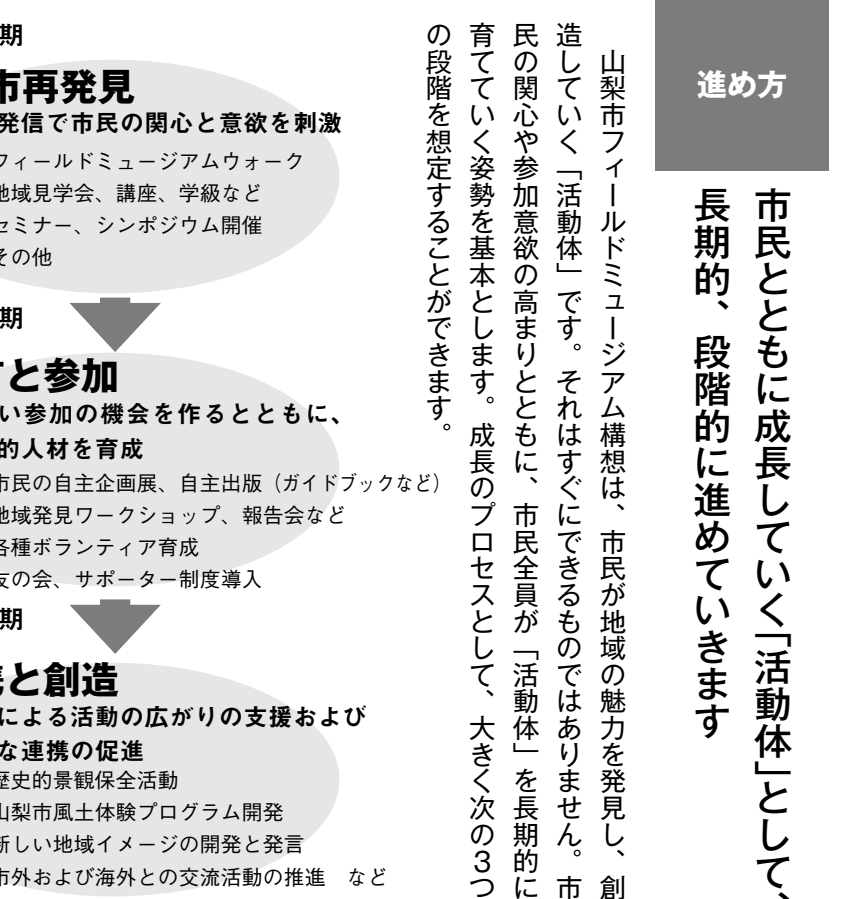 進め方
市民とともに成長していく「活動体」として、
長期的、段階的に進めていきます
山梨市フィールドミュージアム構想は、市民が地域の魅力を発見し、創
造していく「活動体」です。それはすぐにできるものではありません。市
民の関心や参加意欲の高まりとともに、市民全員が「活動体」を長期的に
育てていく姿勢を基本とします。成長のプロセスとして、大きく次の3つ
の段階を想定することができます。
期
市再発見
発信で市民の関心と意欲を刺激
フィールドミュージアムウォーク
地域見学会、講座、学級など
セミナー、シンポジウム開催
その他
期
と参加
い参加の機会を作るとともに、
的人材を育成
市民の自主企画展、自主出版（ガイドブックなど）
地域発見ワークショップ、報告会など
各種ボランティア育成
友の会、サポーター制度導入
期
と創造
による活動の広がりの支援および
な連携の促進
歴史的景観保全活動
山梨市風土体験プログラム開発
新しい地域イメージの開発と発言
市外および海外との交流活動の推進　など